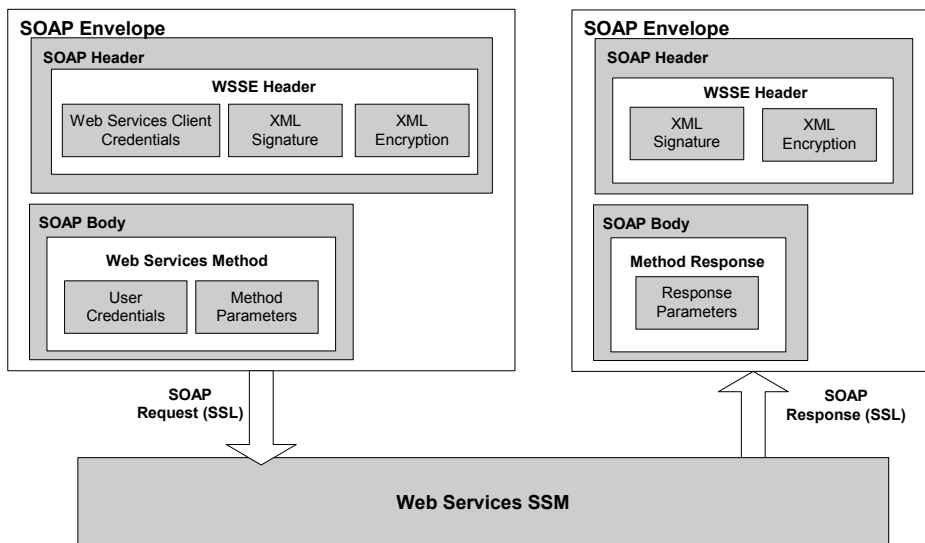 SOAP Envelope
SOAP Header
WSSE Header
Web Services Client
Credentials
XML
Signature
XML
Encryption
SOAP Body
Web Services Method
User
Credentials
Method
Parameters
SOAP
Request (SSL)
SOAP Envelope
SOAP Header
WSSE Header
XML
Signature
XML
Encryption
SOAP Body
Method Response
Response
Parameters
SOAP
Response (SSL)
Web Services SSM